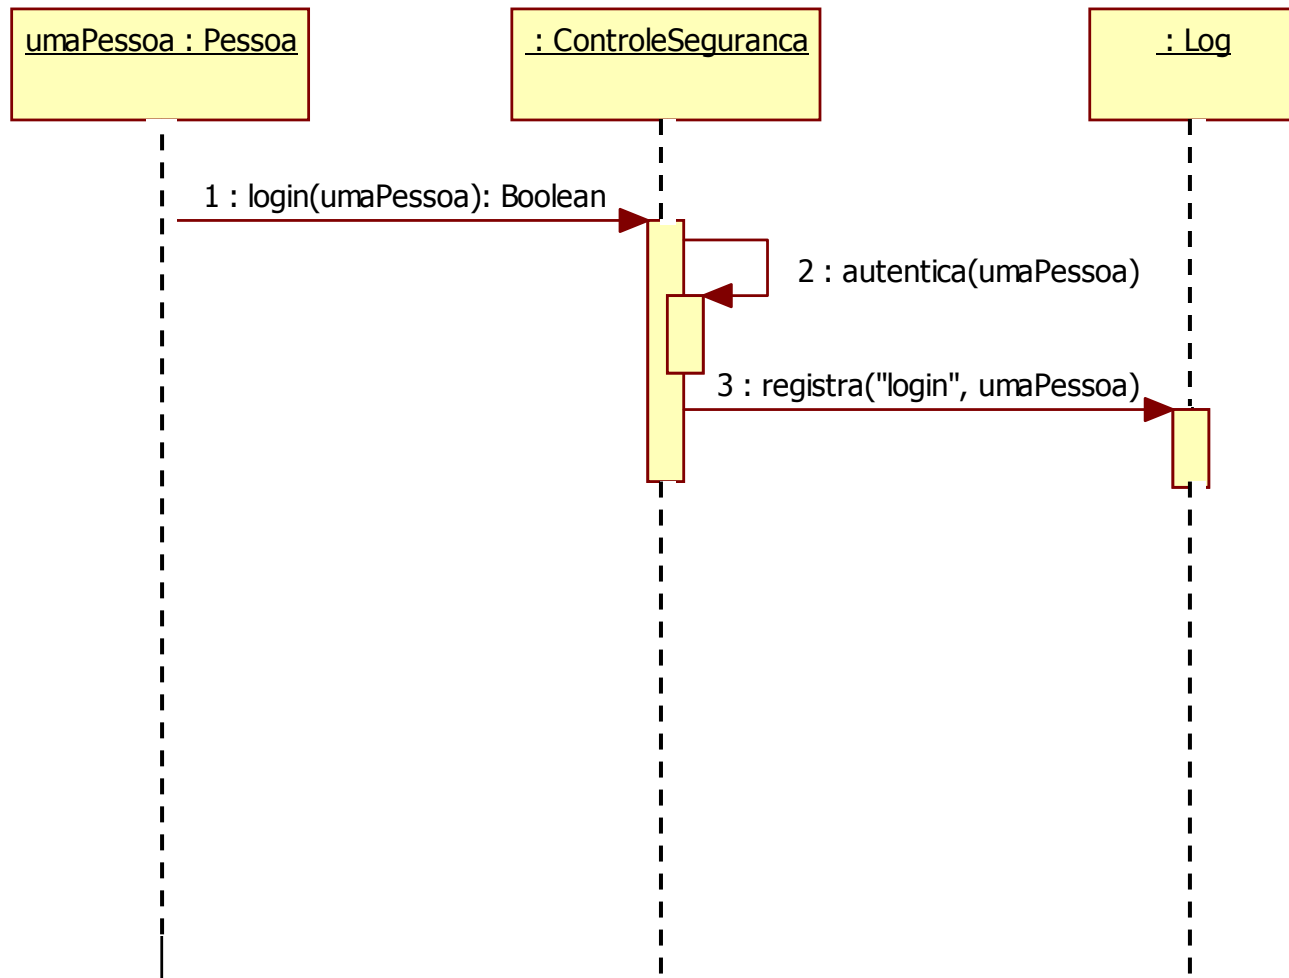 umaPessoa : Pessoa
: ControleSeguranca
: Log
1 : login(umaPessoa): Boolean
2 : autentica(umaPessoa)
3 : registra("login", umaPessoa)